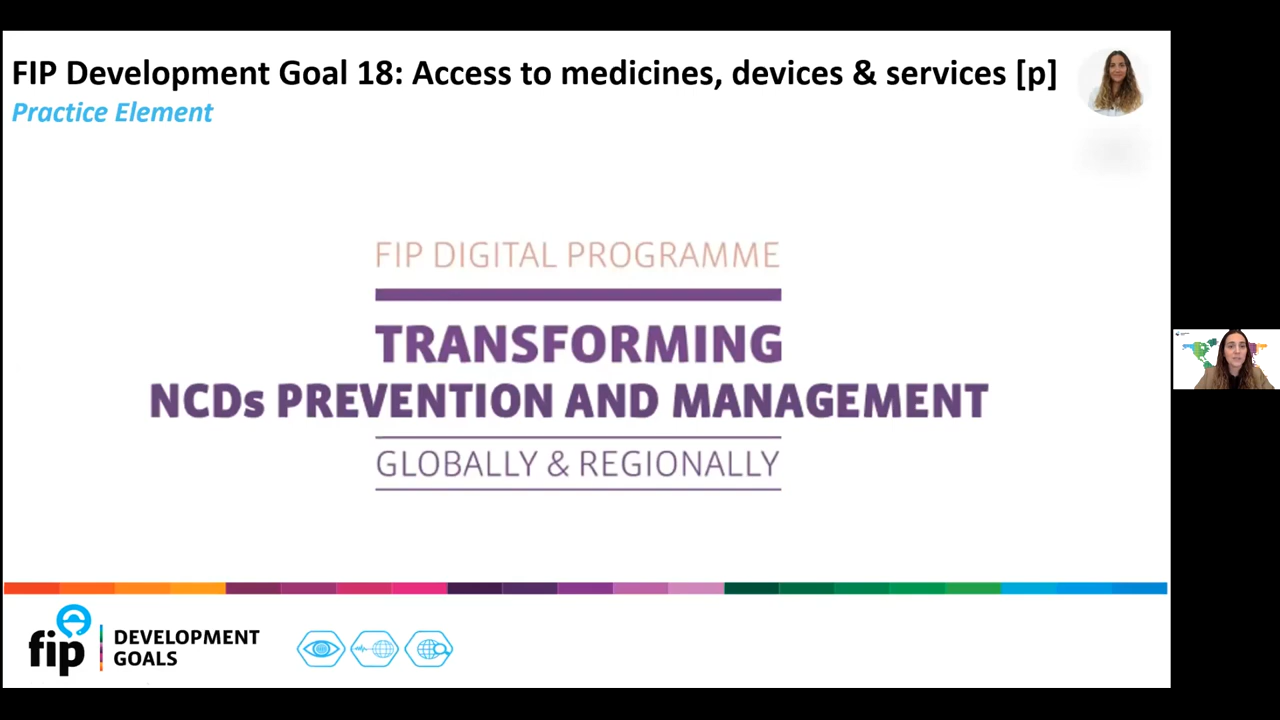 FIP Development Goal 18: Access to medicines, devices & services [p]
Practice Element
FIP DIGITAL PROGRAMME
TRANSFORMING
NCDs PREVENTION AND MANAGEMENT
GLOBALLY & REGIONALLY
fip
DEVELOPMENT
GOALS